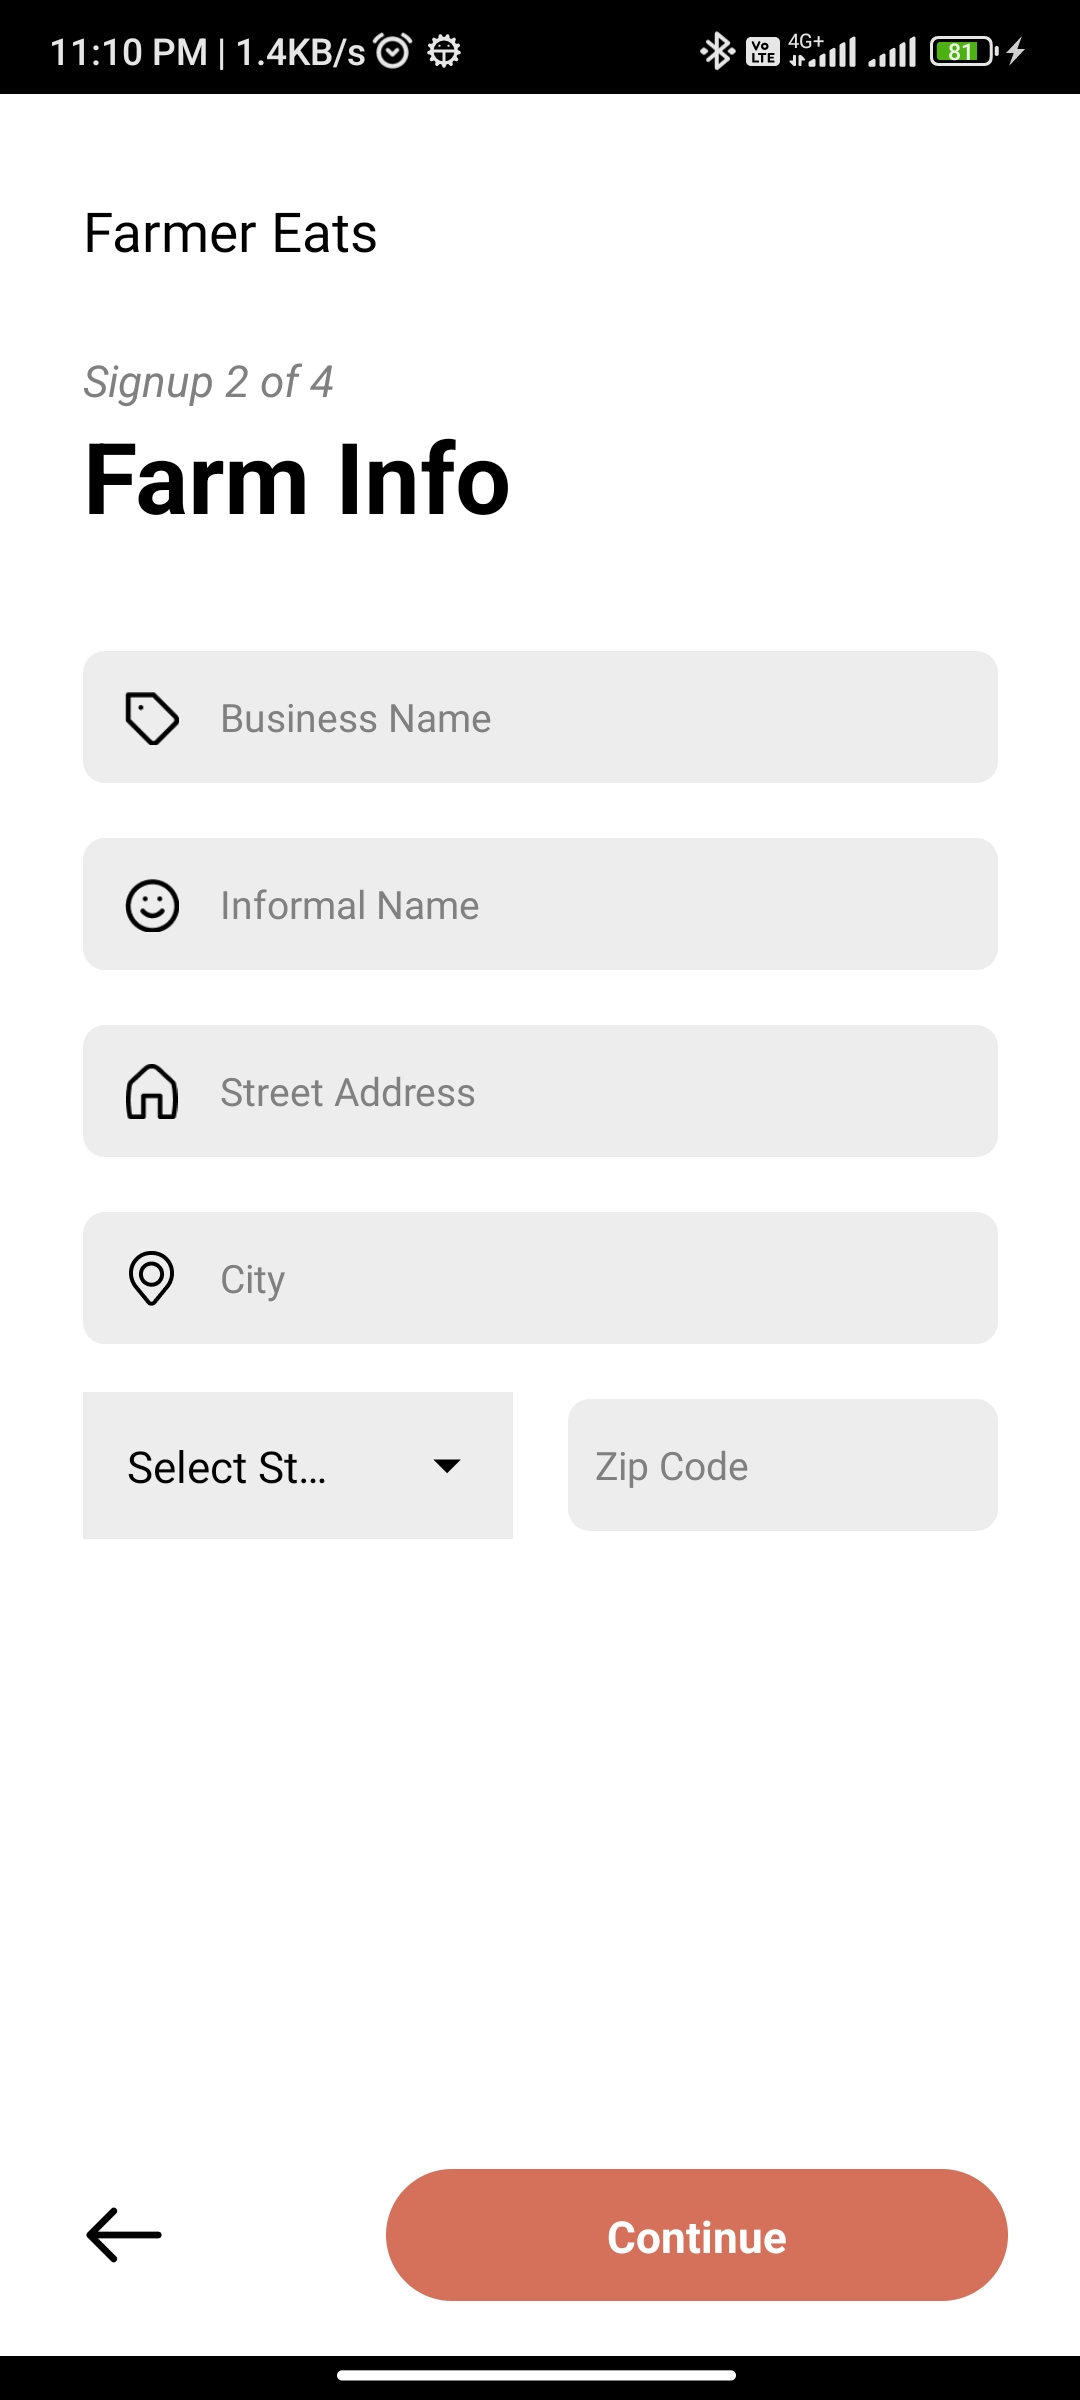 11:10 PM | 1.4KB/s Vo LTE 4G+ 81
Farmer Eats
Signup 2 of 4
Farm Info
Business Name
Informal Name
Street Address
City
Select St... Zip Code
Continue